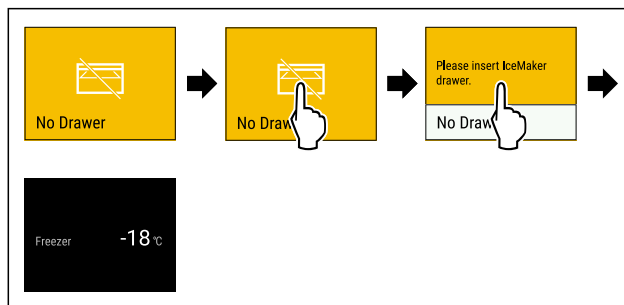 No Drawer
No Draw
Please insert IceMaker
drawer.
No Draw
Freezer -18 °C